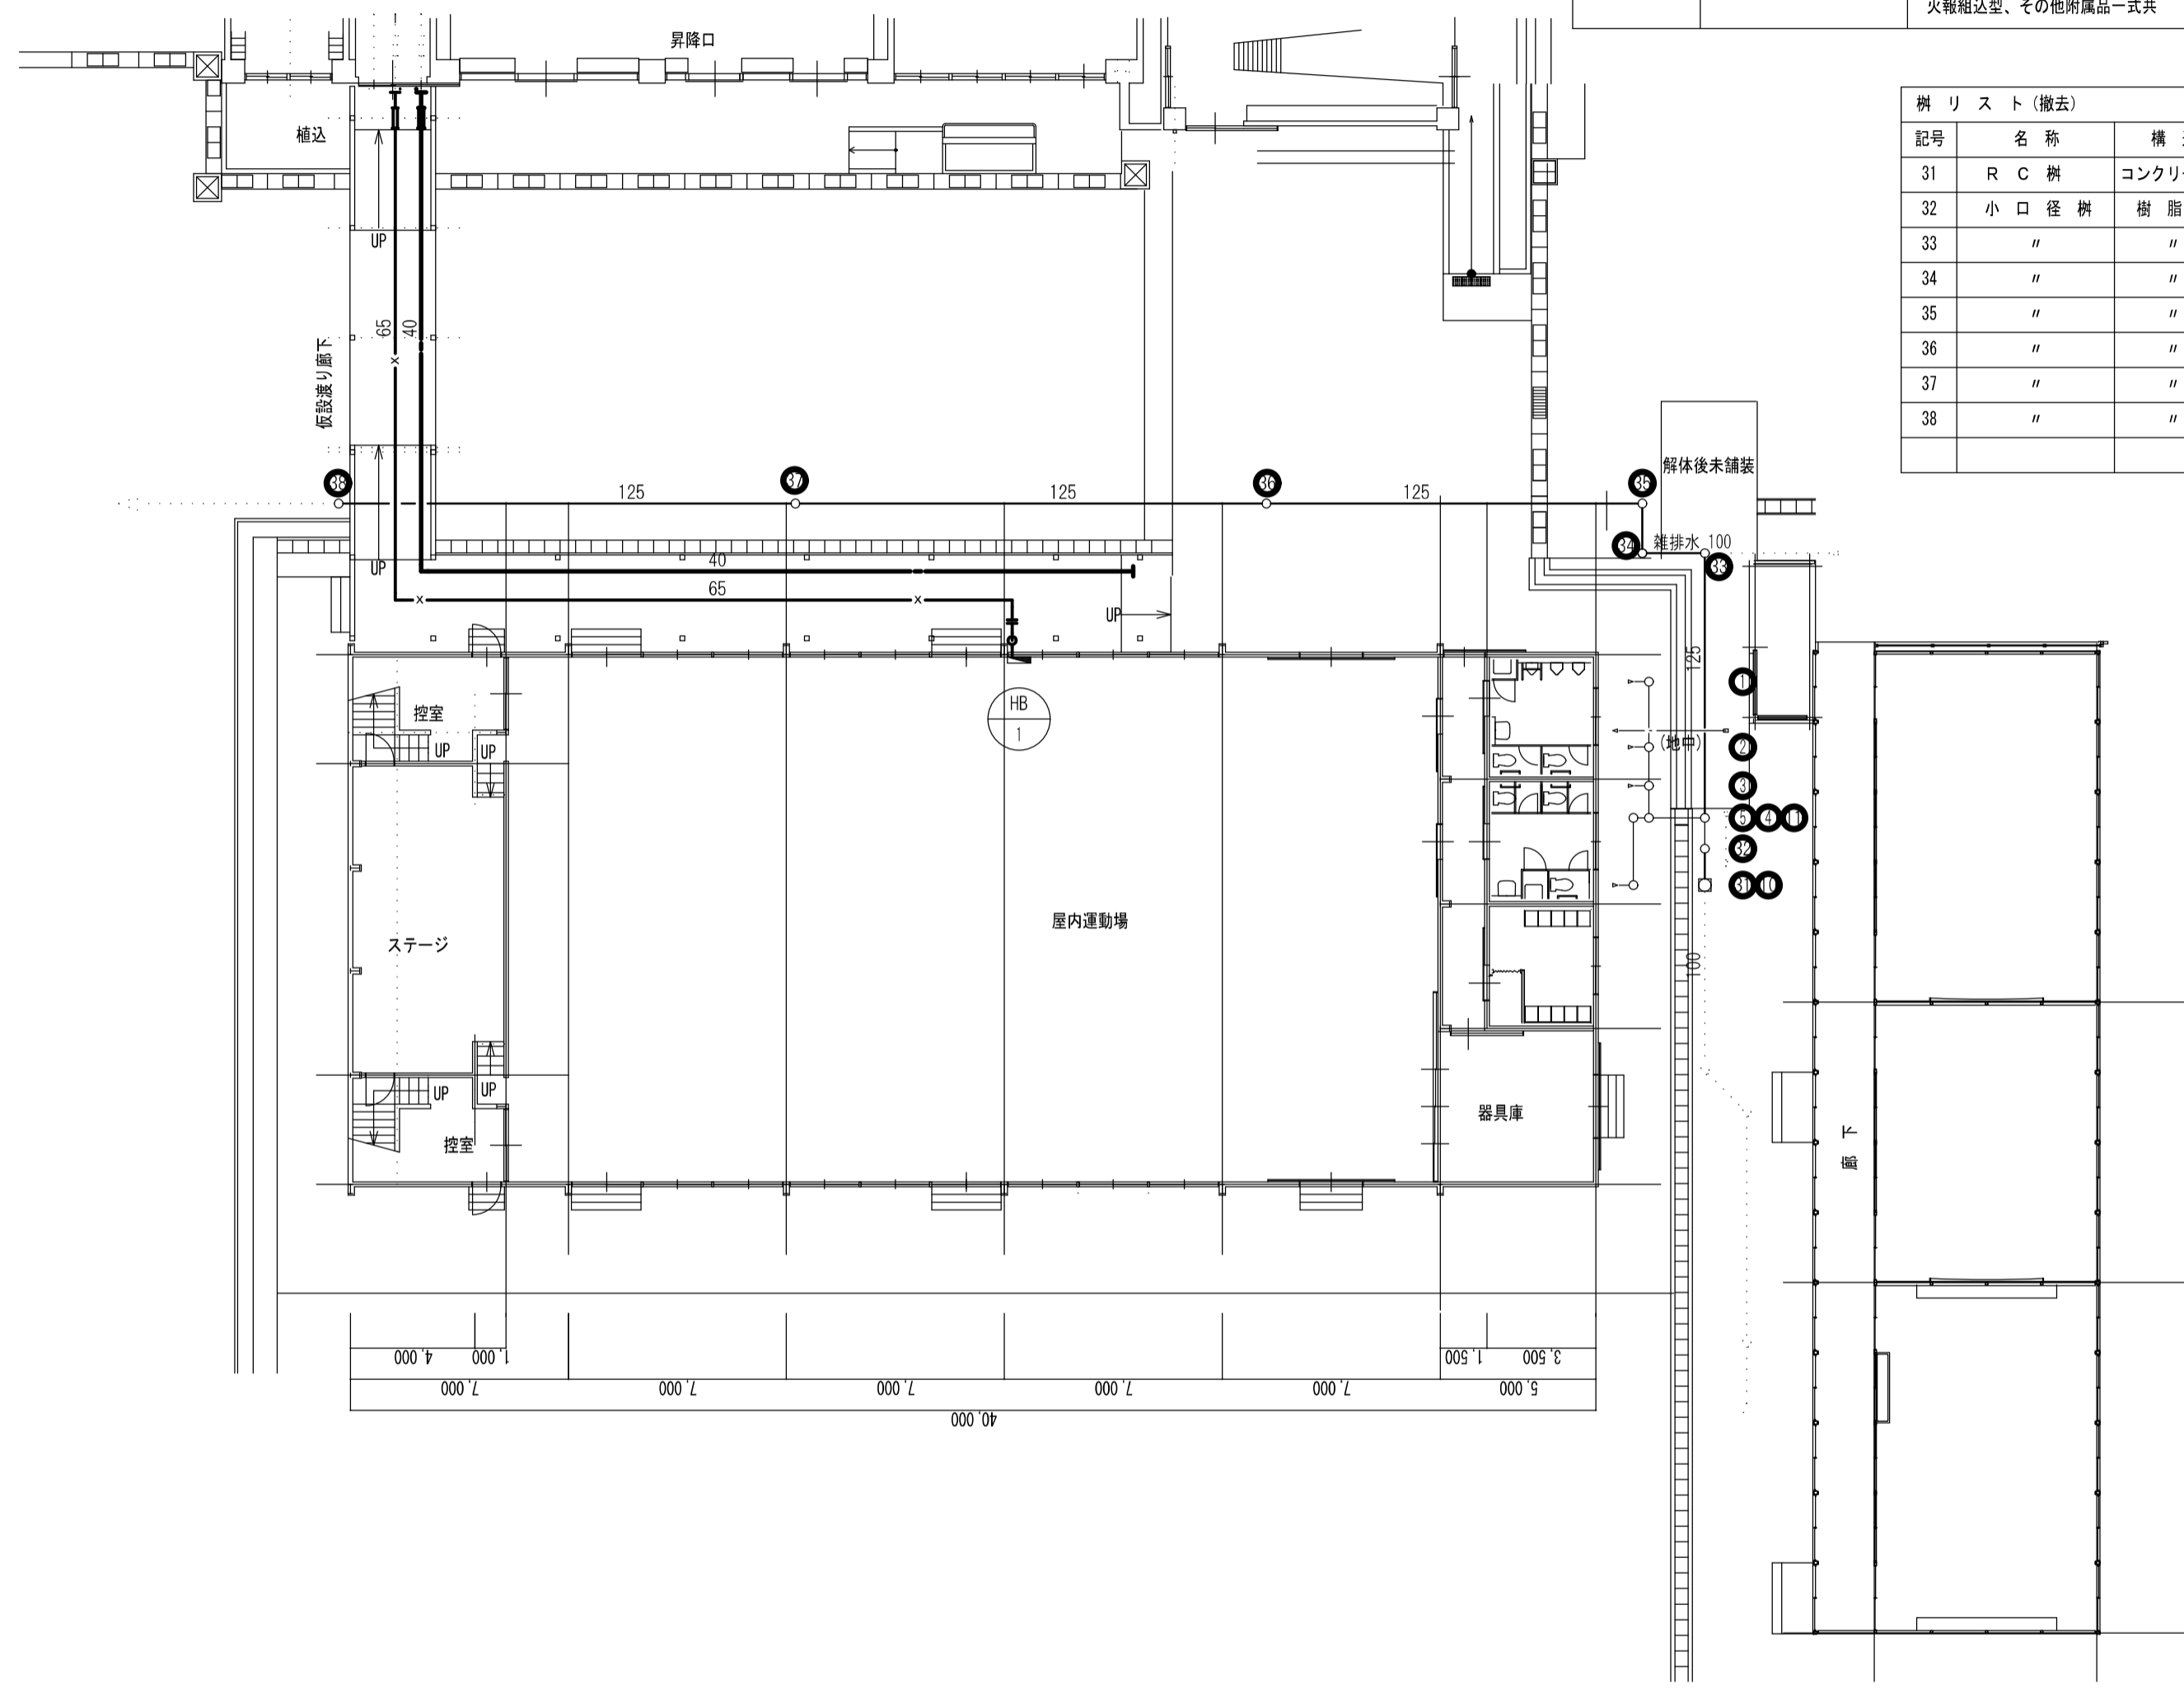 火報組込型、その他附属品一式共
昇降口
植込
桝 リ ス ト (撤去)
記号 名 称 構
31 R C 桝 コンクリ
32 小 口 径 桝 樹 脂
33 〃 〃
34 〃 〃
35 〃 〃
36 〃 〃
37 〃 〃
38 〃 〃
UP
65
40
仮設渡り廊下
解体後未舗装
38
125
37
125
36
125
35
34
雑排水 100
33
UP
40
65
UP
125
HB
1
控室
UP
UP
1
(地中)
2
3
5 4 11
32
31 10
ステージ
屋内運動場
100
UP
UP
控室
器具庫
廊 下
4,000
1,000
1,500
3,500
7,000
7,000
7,000
7,000
7,000
5,000
40,000